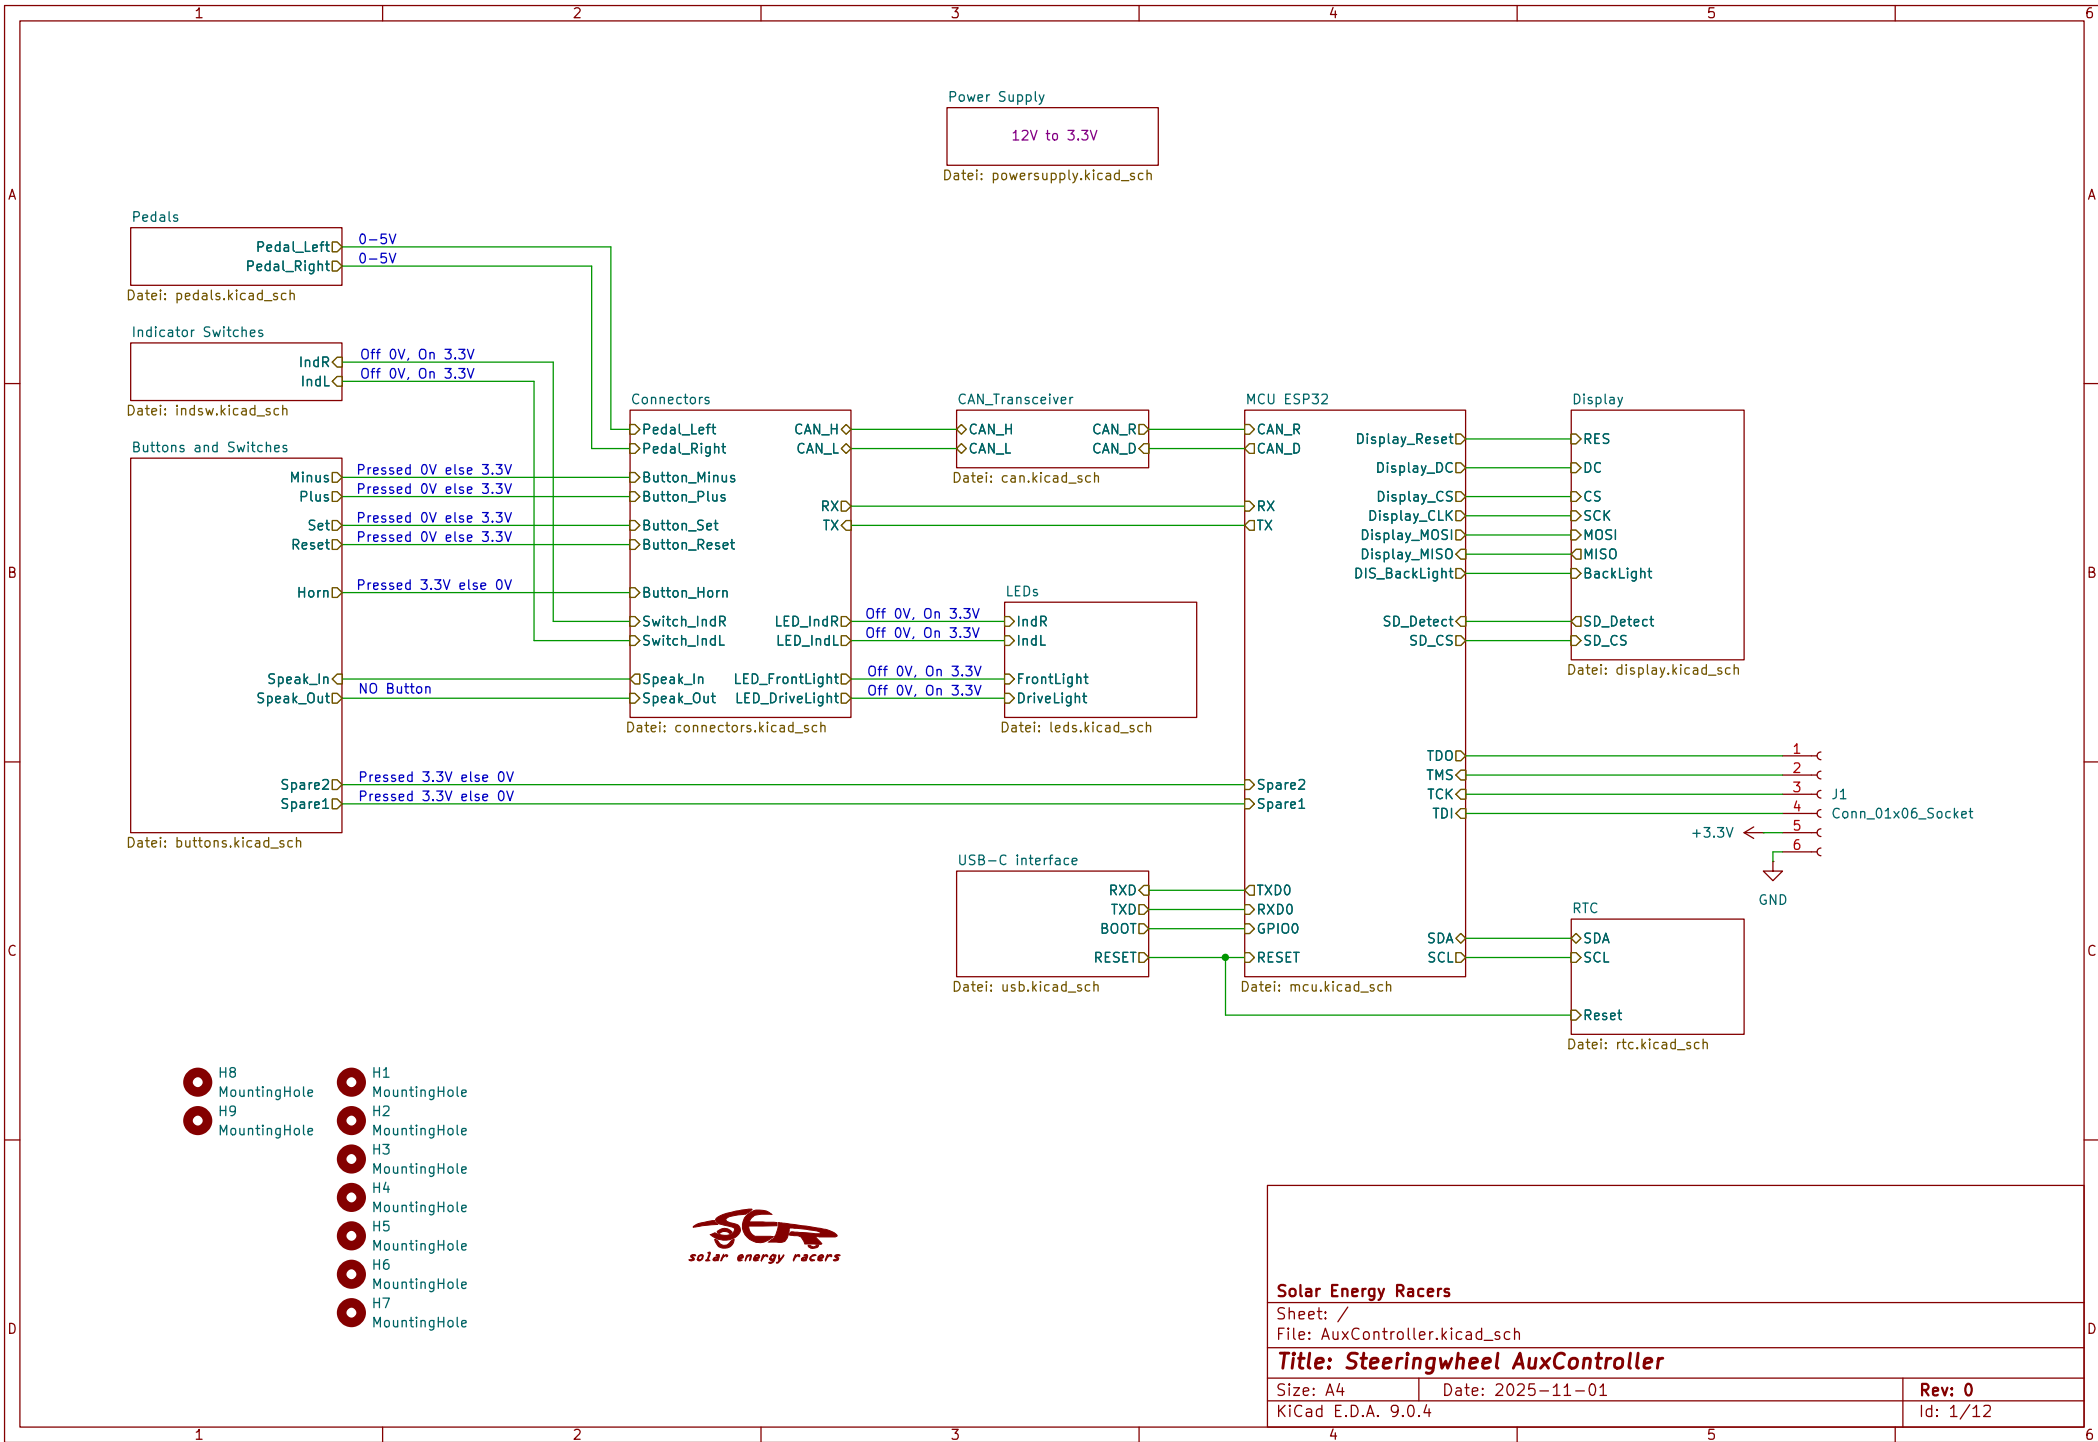 1 2 3 4 5 6
Power Supply
12V to 3.3V
Datei: powersupply.kicad_sch
A A
Pedals
Pedal_Left 0-5V
Pedal_Right 0-5V
Datei: pedals.kicad_sch
Indicator Switches
IndR Off 0V, On 3.3V
IndL Off 0V, On 3.3V
Datei: indsw.kicad_sch
Buttons and Switches
Minus Pressed 0V else 3.3V
Plus Pressed 0V else 3.3V
Set Pressed 0V else 3.3V
Reset Pressed 0V else 3.3V
Horn Pressed 3.3V else 0V
Speak_In
Speak_Out NO Button
Spare2 Pressed 3.3V else 0V
Spare1 Pressed 3.3V else 0V
Datei: buttons.kicad_sch
Connectors
Pedal_Left CAN_H
Pedal_Right CAN_L
Button_Minus
Button_Plus
RX
Button_Set TX
Button_Reset
Button_Horn
Switch_IndR LED_IndR Off 0V, On 3.3V
Switch_IndL LED_IndL Off 0V, On 3.3V
Speak_In LED_FrontLight Off 0V, On 3.3V
Speak_Out LED_DriveLight Off 0V, On 3.3V
Datei: connectors.kicad_sch
CAN_Transceiver
CAN_H CAN_R
CAN_L CAN_D
Datei: can.kicad_sch
LEDs
IndR
IndL
FrontLight
DriveLight
Datei: leds.kicad_sch
B B
MCU ESP32
CAN_R Display_Reset
CAN_D Display_DC
Display_CS
RX Display_CLK
TX Display_MOSI
Display_MISO
DIS_BackLight
SD_Detect
SD_CS
TDO
TMS
Spare2 TCK
Spare1 TDI
TXD0
RXD0
GPIO0 SDA
RESET SCL
Datei: mcu.kicad_sch
Display
RES
DC
CS
SCK
MOSI
MISO
BackLight
SD_Detect
SD_CS
Datei: display.kicad_sch
1
2
3 J1
4 Conn_01x06_Socket
+3.3V 5
6
GND
USB-C interface
RXD
TXD
BOOT
RESET
Datei: usb.kicad_sch
RTC
SDA
SCL
Reset
Datei: rtc.kicad_sch
C C
H8
MountingHole
H9
MountingHole
H1
MountingHole
H2
MountingHole
H3
MountingHole
H4
MountingHole
H5
MountingHole
H6
MountingHole
H7
MountingHole
solar energy racers
Solar Energy Racers
Sheet: /
File: AuxController.kicad_sch
Title: Steeringwheel AuxController
Size: A4 Date: 2025-11-01 Rev: 0
KiCad E.D.A. 9.0.4 Id: 1/12
D D
1 2 3 4 5 6